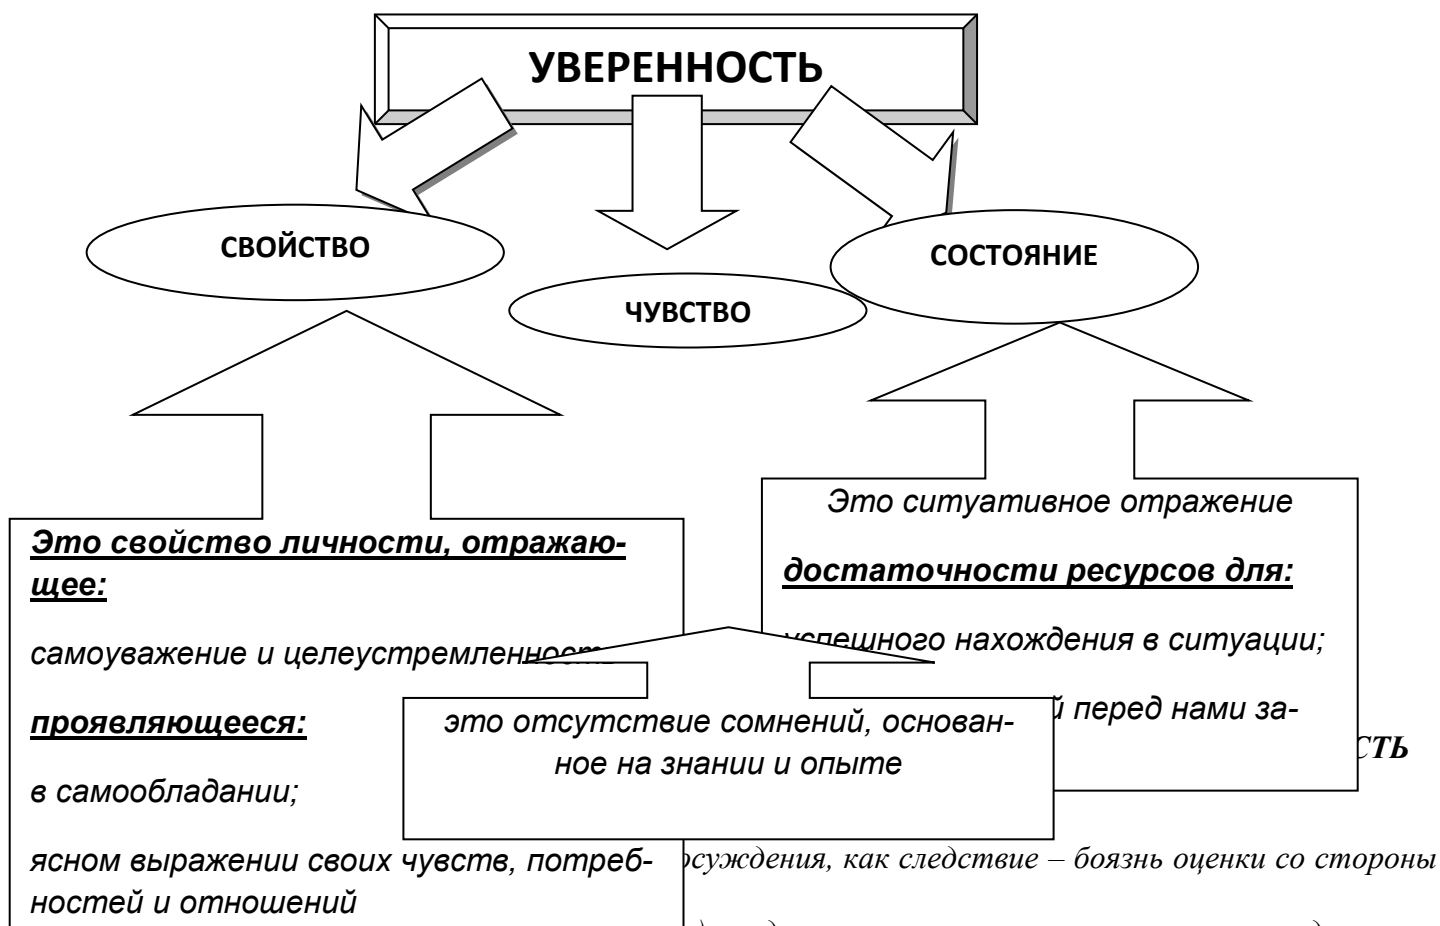 УВЕРЕННОСТЬ
СВОЙСТВО
ЧУВСТВО
СОСТОЯНИЕ
Это свойство личности, отражаю-
щее:
самоуважение и целеустремленность
проявляющееся:
в самообладании;
ясном выражении своих чувств, потреб-
ностей и отношений
это отсутствие сомнений, основан-
ное на знании и опыте
Это ситуативное отражение
достаточности ресурсов для:
успешного нахождения в ситуации;
перед нами за-
как следствие – боязнь оценки со стороны